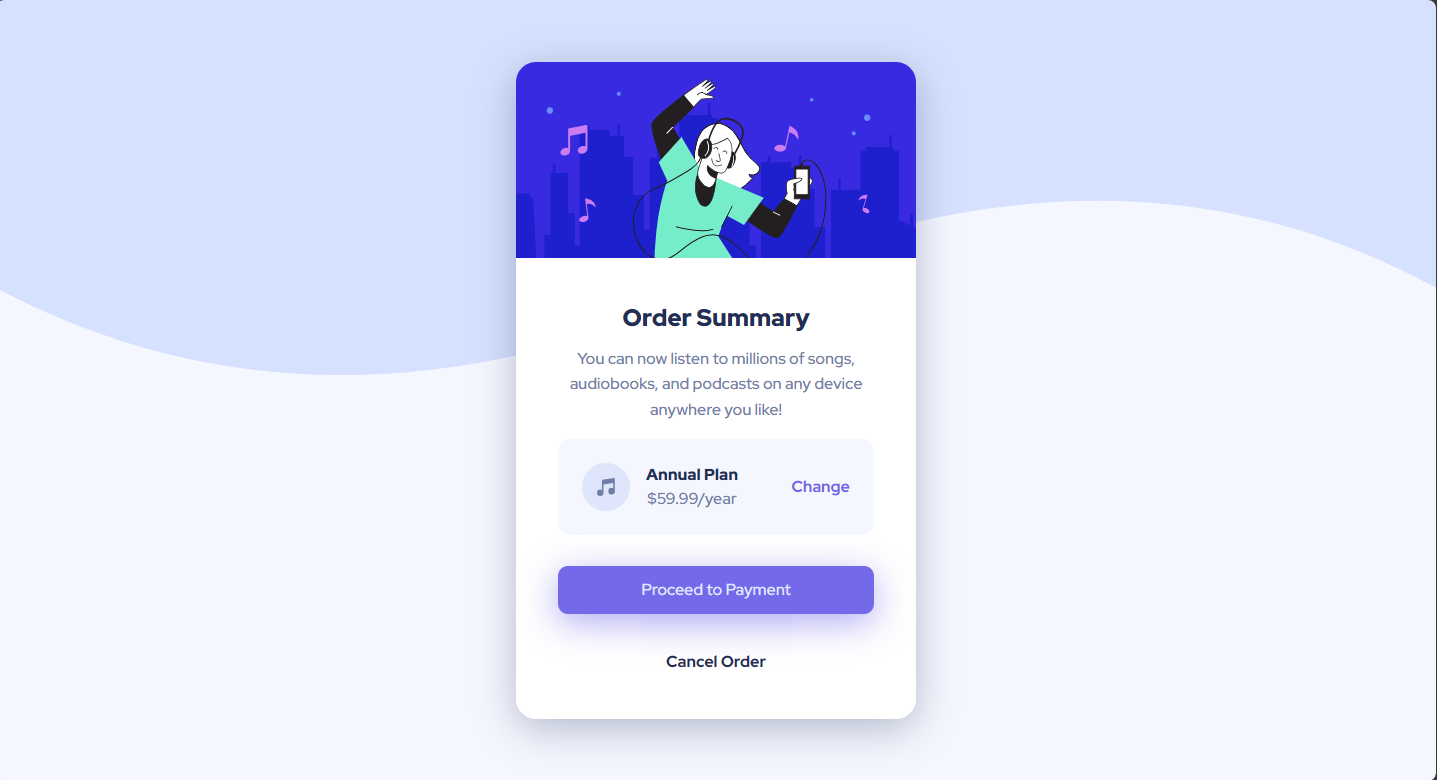 Order Summary
You can now listen to millions of songs,
audiobooks, and podcasts on any device
anywhere you like!
Annual Plan
$59.99/year
Change
Proceed to Payment
Cancel Order